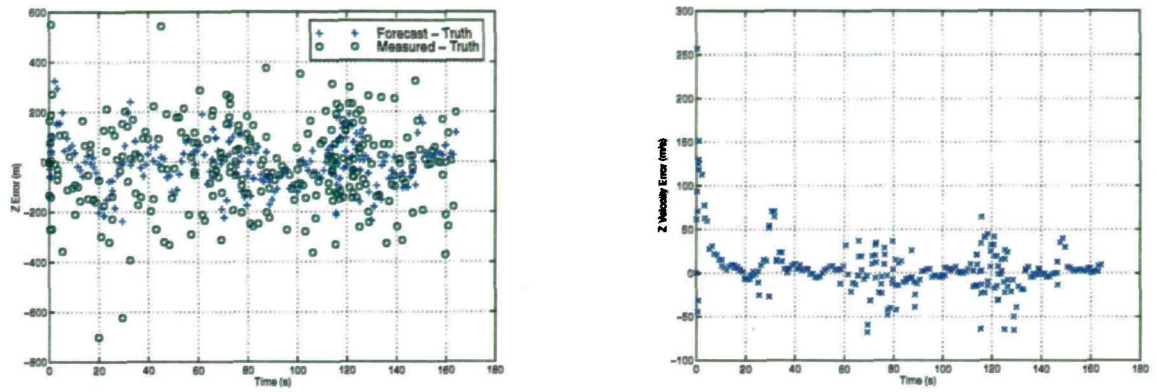 600
400
200
0
-200
-400
-600
-800
Z Error (m)
+ + Forecast – Truth
o o Measured – Truth
0 20 40 60 80 100 120 140 160 180
Time (s)
300
250
200
150
100
50
0
-50
-100
Z Velocity Error (m/s)
0 20 40 60 80 100 120 140 160 180
Time (s)